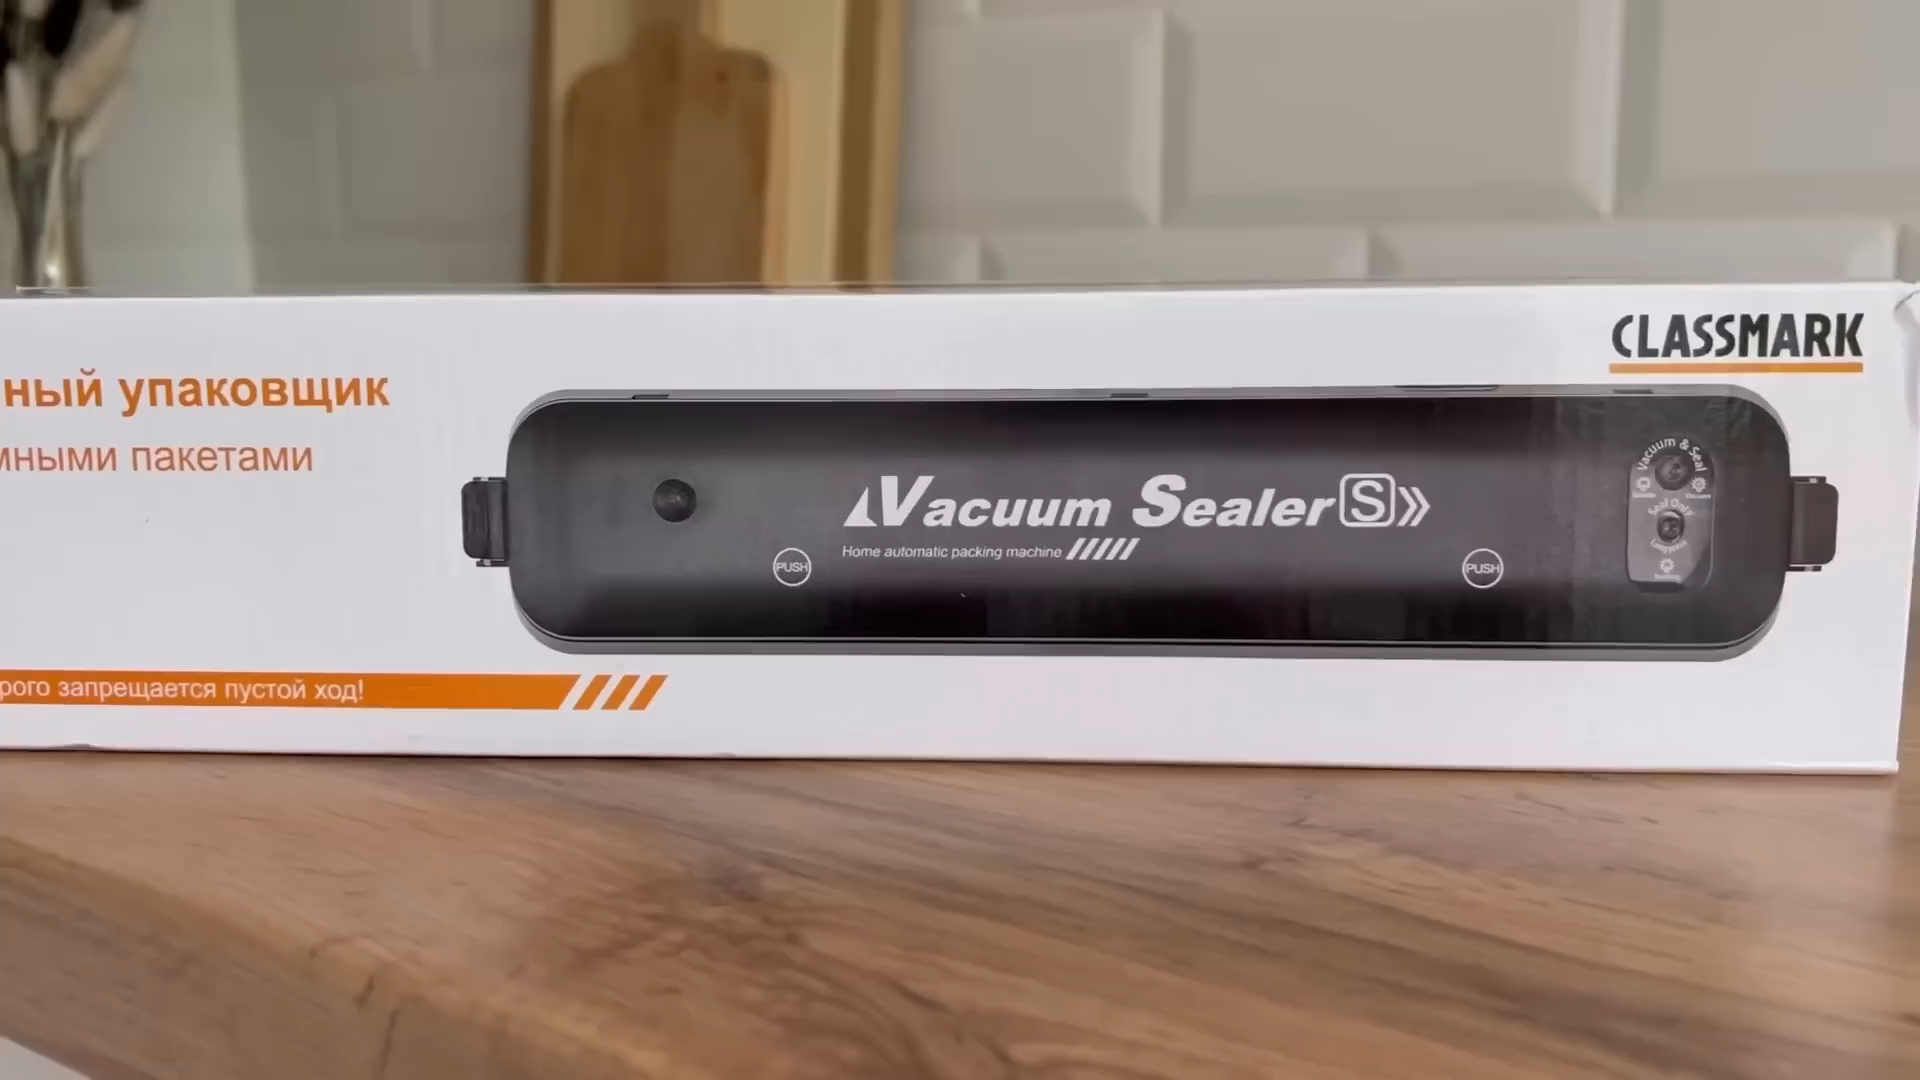 CLASSMARK
ный упаковщик
мными пакетами
Vacuum Sealer S
Home automatic packing machine
PUSH
PUSH
Vacuum & Seal
Seal Only
рого запрещается пустой ход!